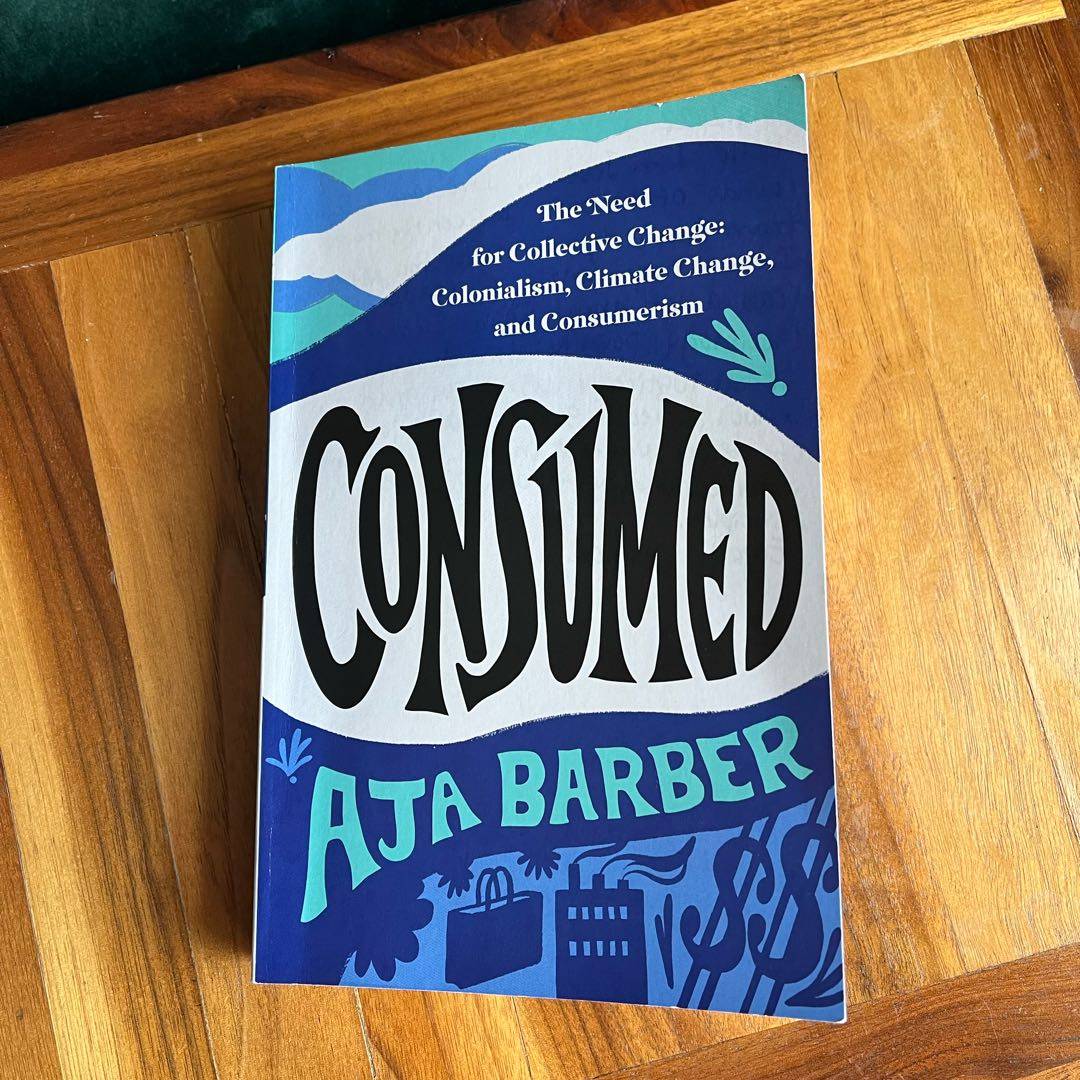 The Need
for Collective Change:
Colonialism, Climate Change,
and Consumerism
CONSUMED
AJA BARBER
$$